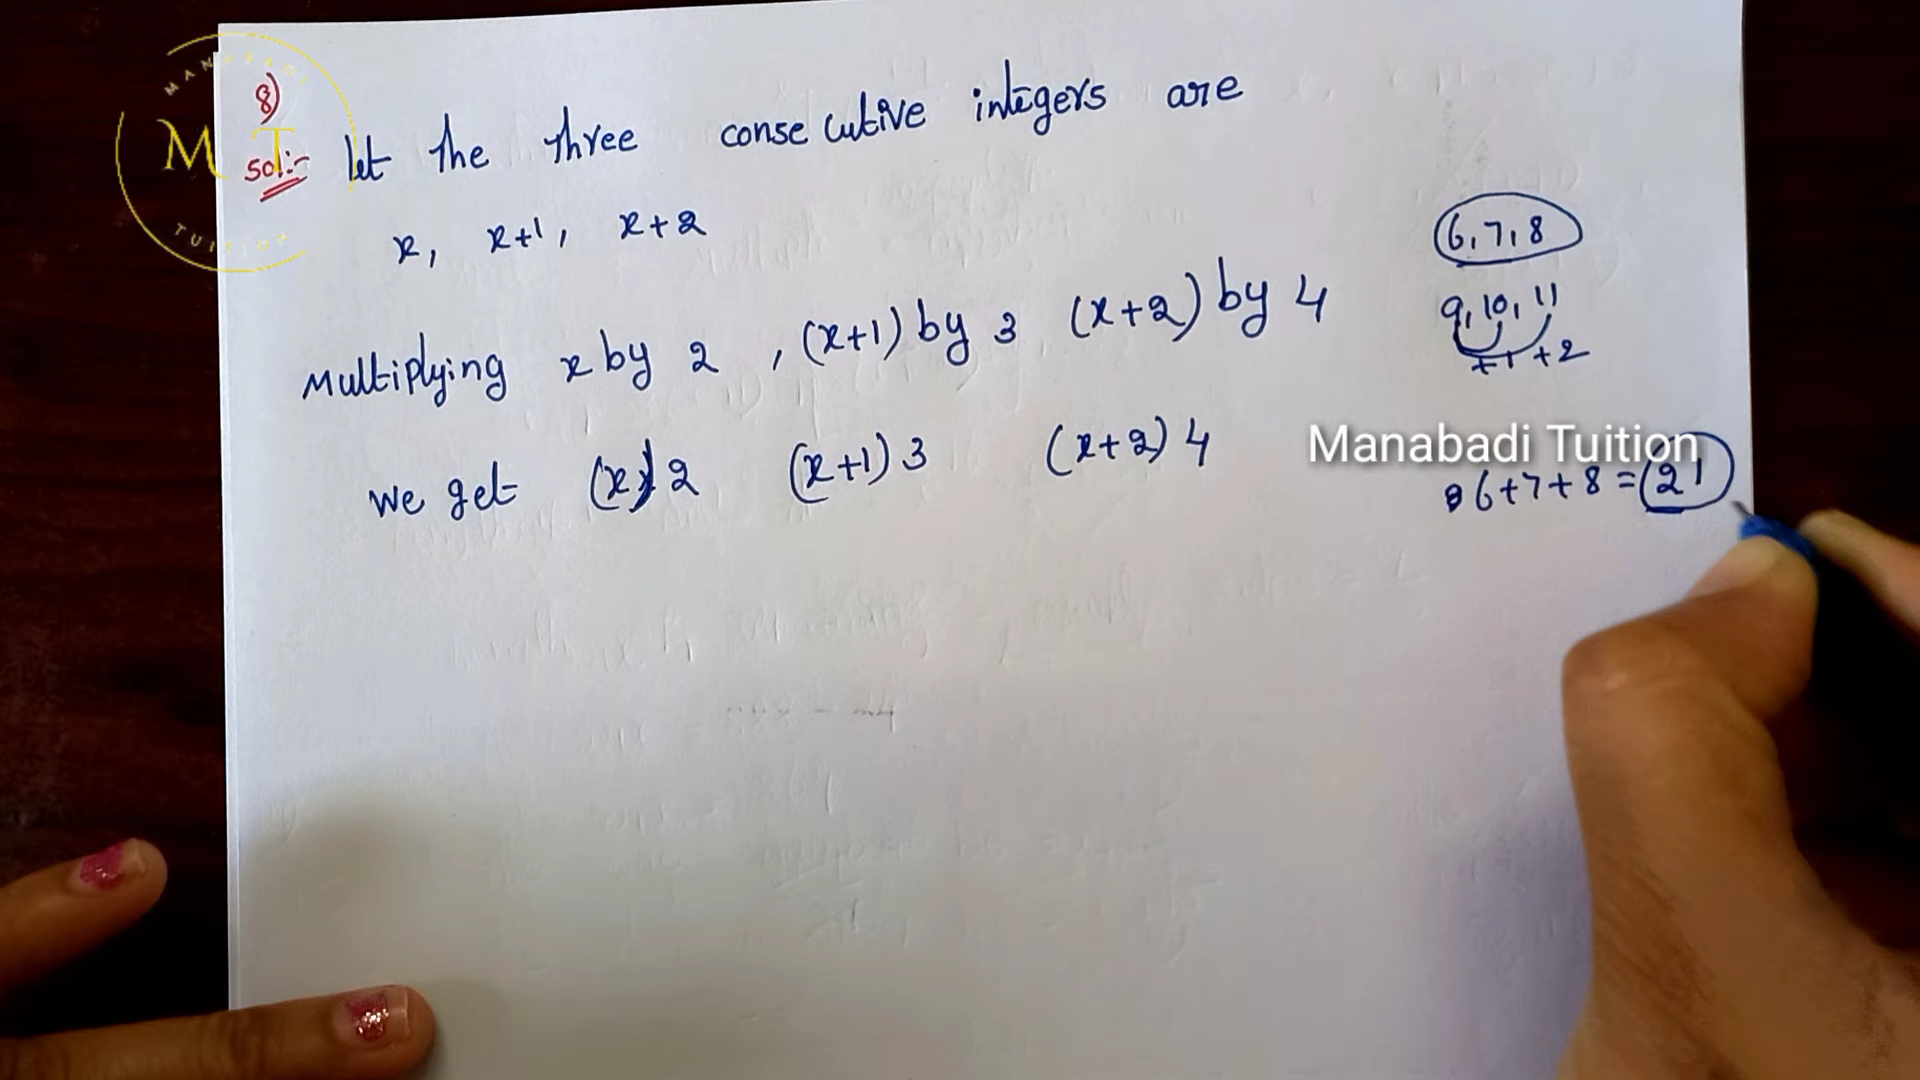 8)
Sol:- let the three consecutive integers are
x, x+1, x+2
6, 7, 8
Multiplying x by 2 , (x+1) by 3 (x+2) by 4
9, 10, 11
+1 +2
we get (x) 2 (x+1) 3 (x+2) 4
Manabadi Tuition
6+7+8 = 21
M T
TUITION